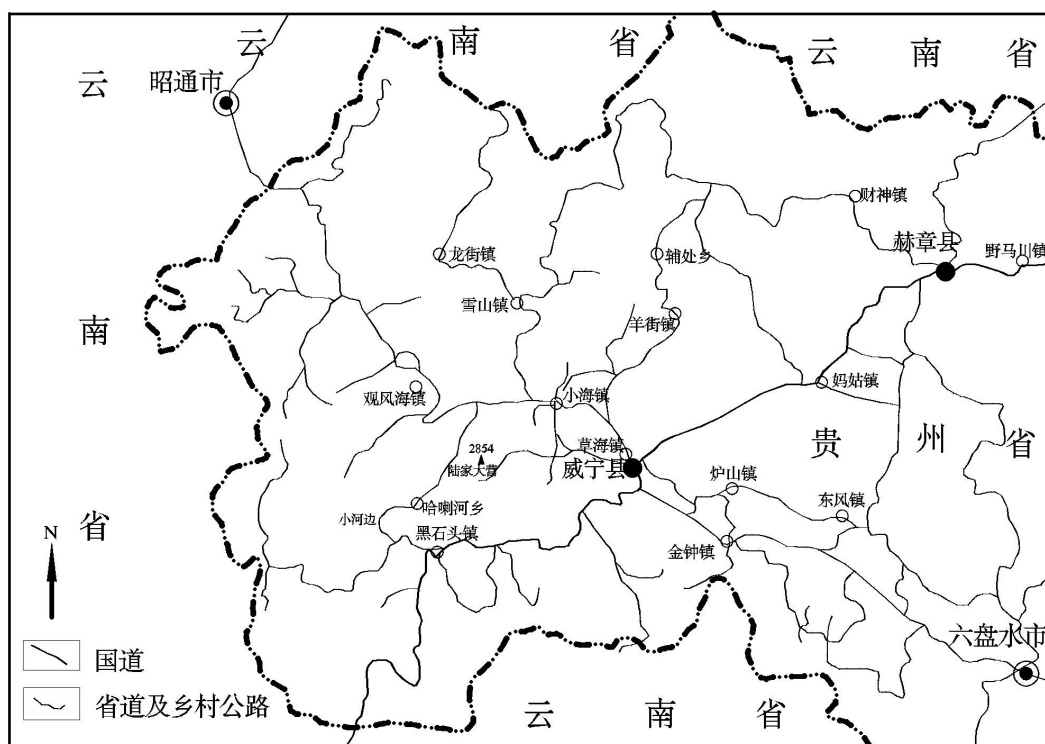 云 南 省
云 南 省
云
昭通市
财神镇
赫章县
野马川镇
龙街镇
辅处乡
雪山镇
羊街镇
南
妈姑镇
观风海镇
小海镇
贵 州 省
2854
草海镇
陆家大营
威宁县
炉山镇
哈喇河乡
东风镇
小河边
省
N
黑石头镇
金钟镇
六盘水市
国道
省道及乡村公路
云 南 省